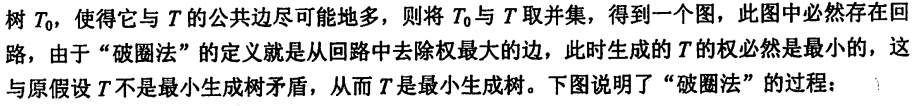 树 T₀，使得它与 T 的公共边尽可能地多，则将 T₀与 T 取并集，得到一个图，此图中必然存在回
路，由于“破圈法”的定义就是从回路中去除权最大的边，此时生成的 T 的权必然是最小的，这
与原假设 T 不是最小生成树矛盾，从而 T 是最小生成树。下图说明了“破圈法”的过程：